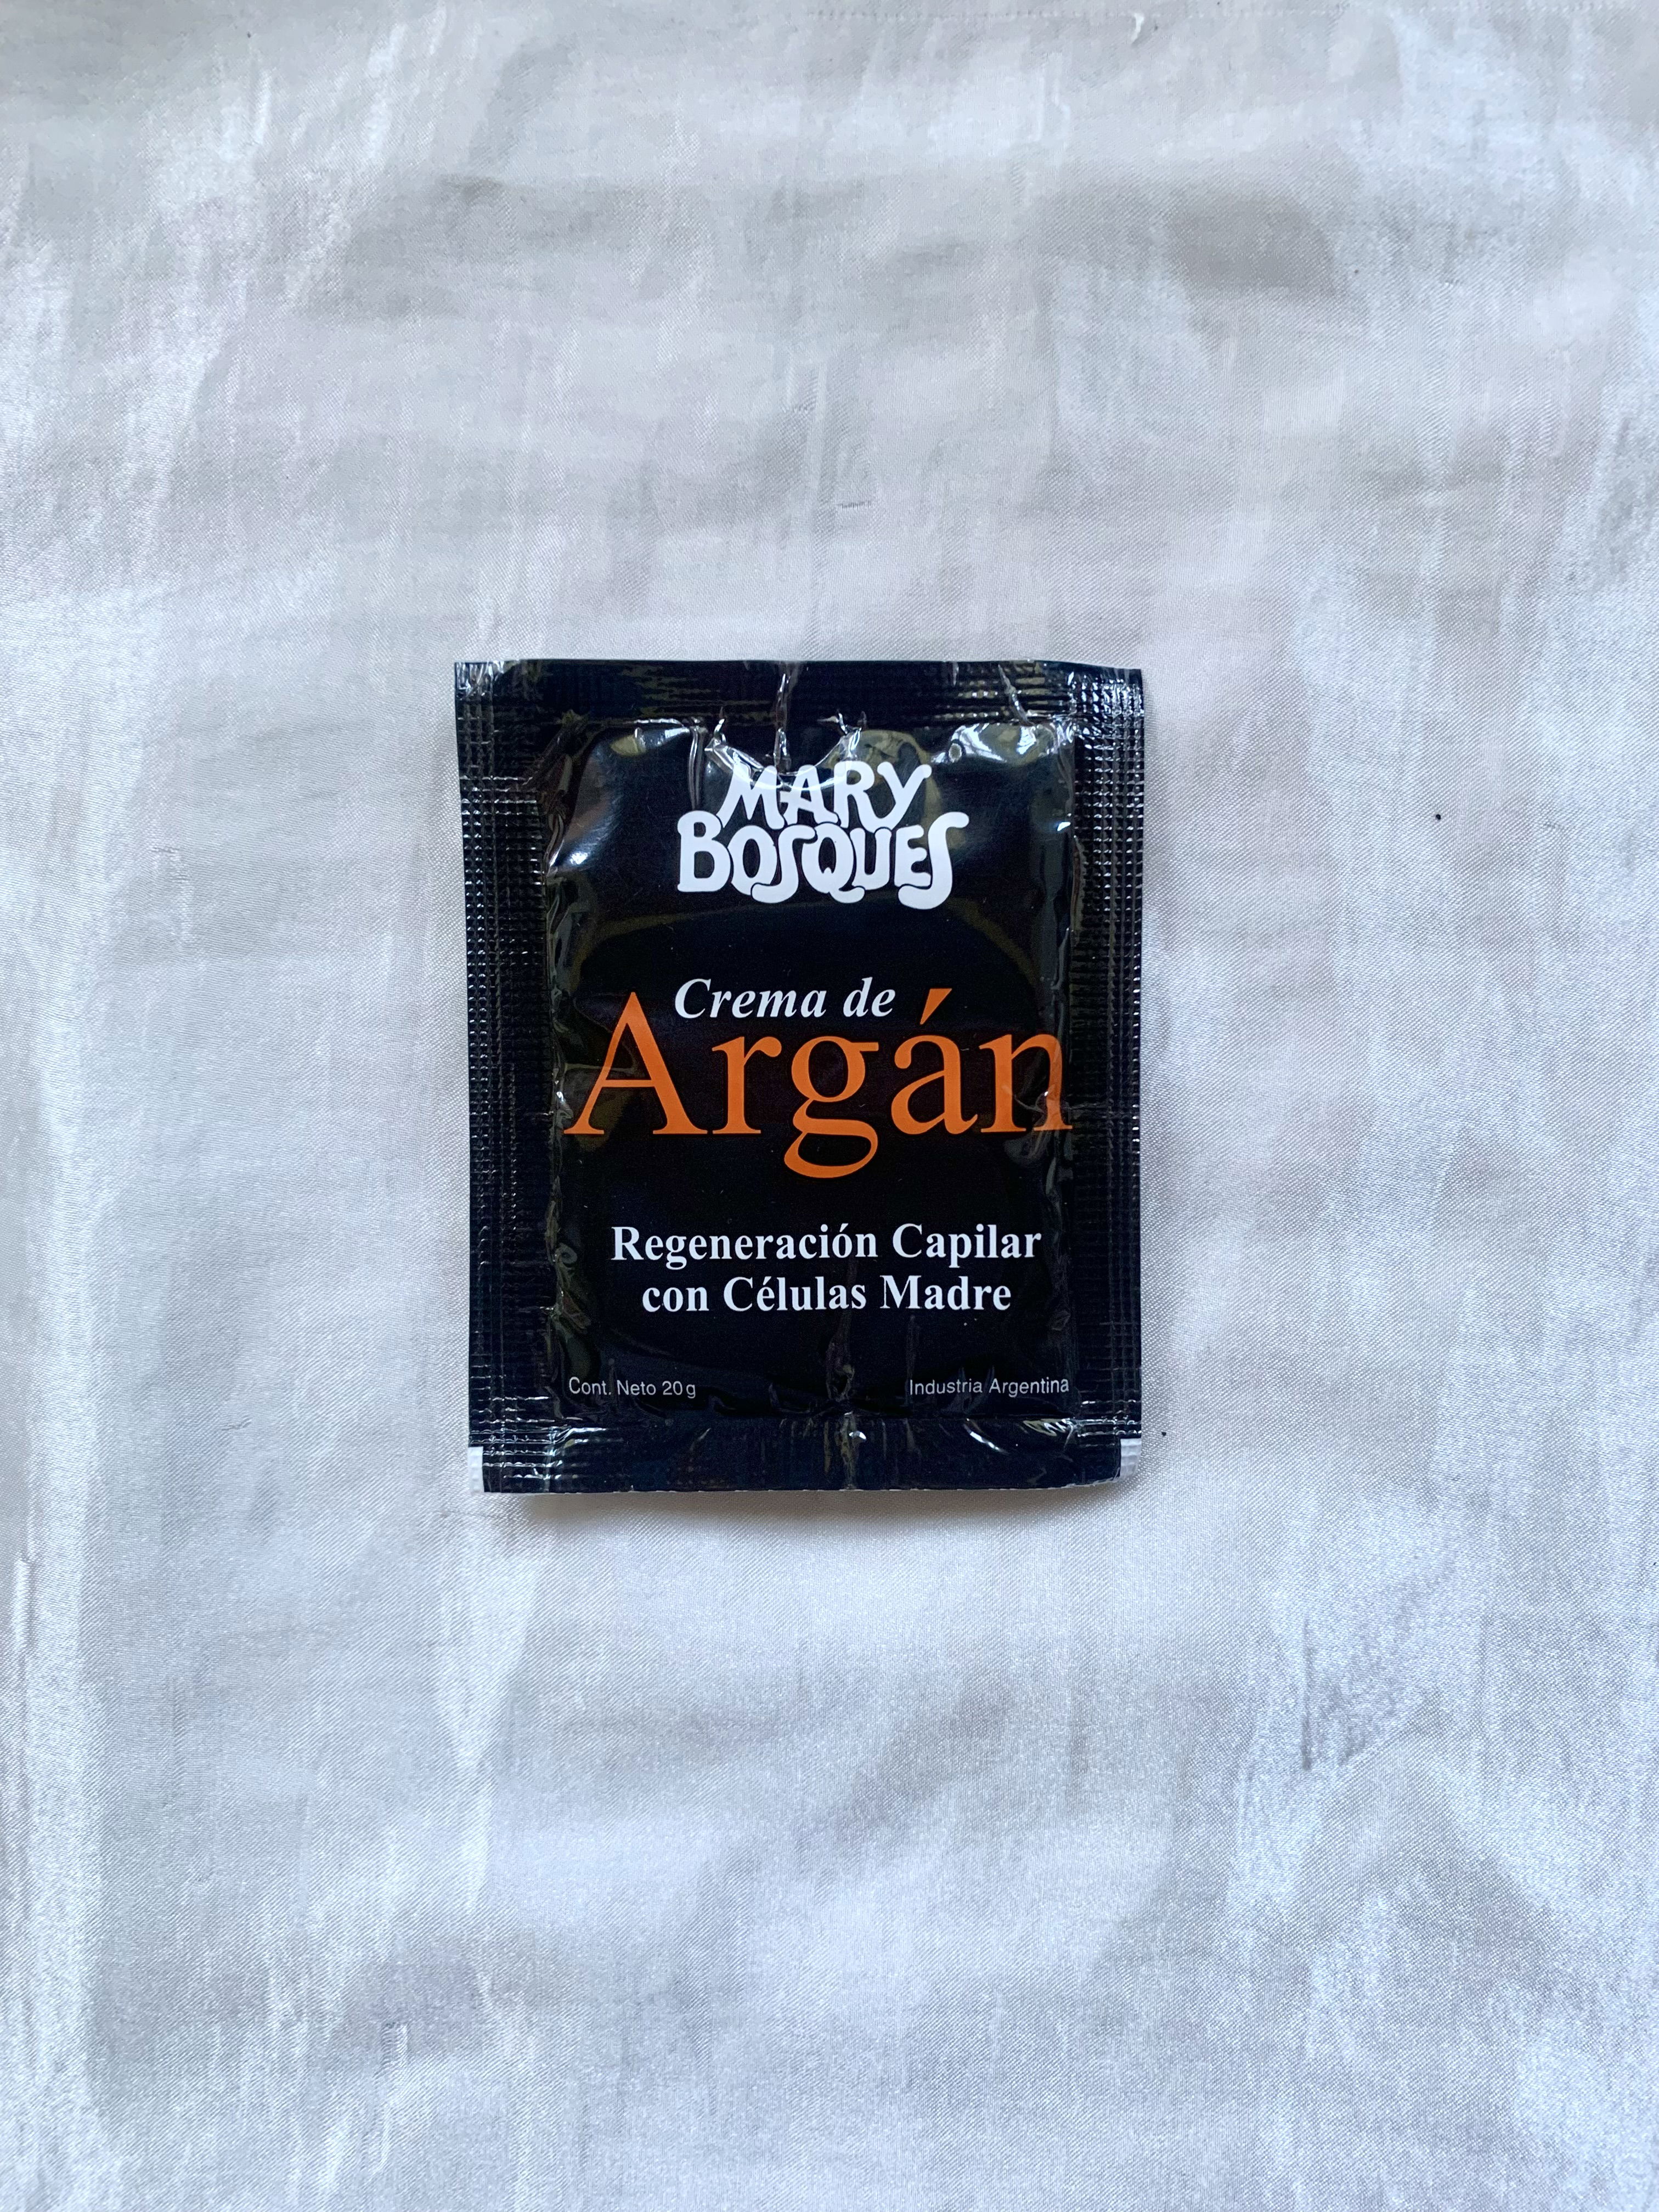 MARY
BOSQUES
Crema de
Argán
Regeneración Capilar
con Células Madre
Cont. Neto 20 g
Industria Argentina